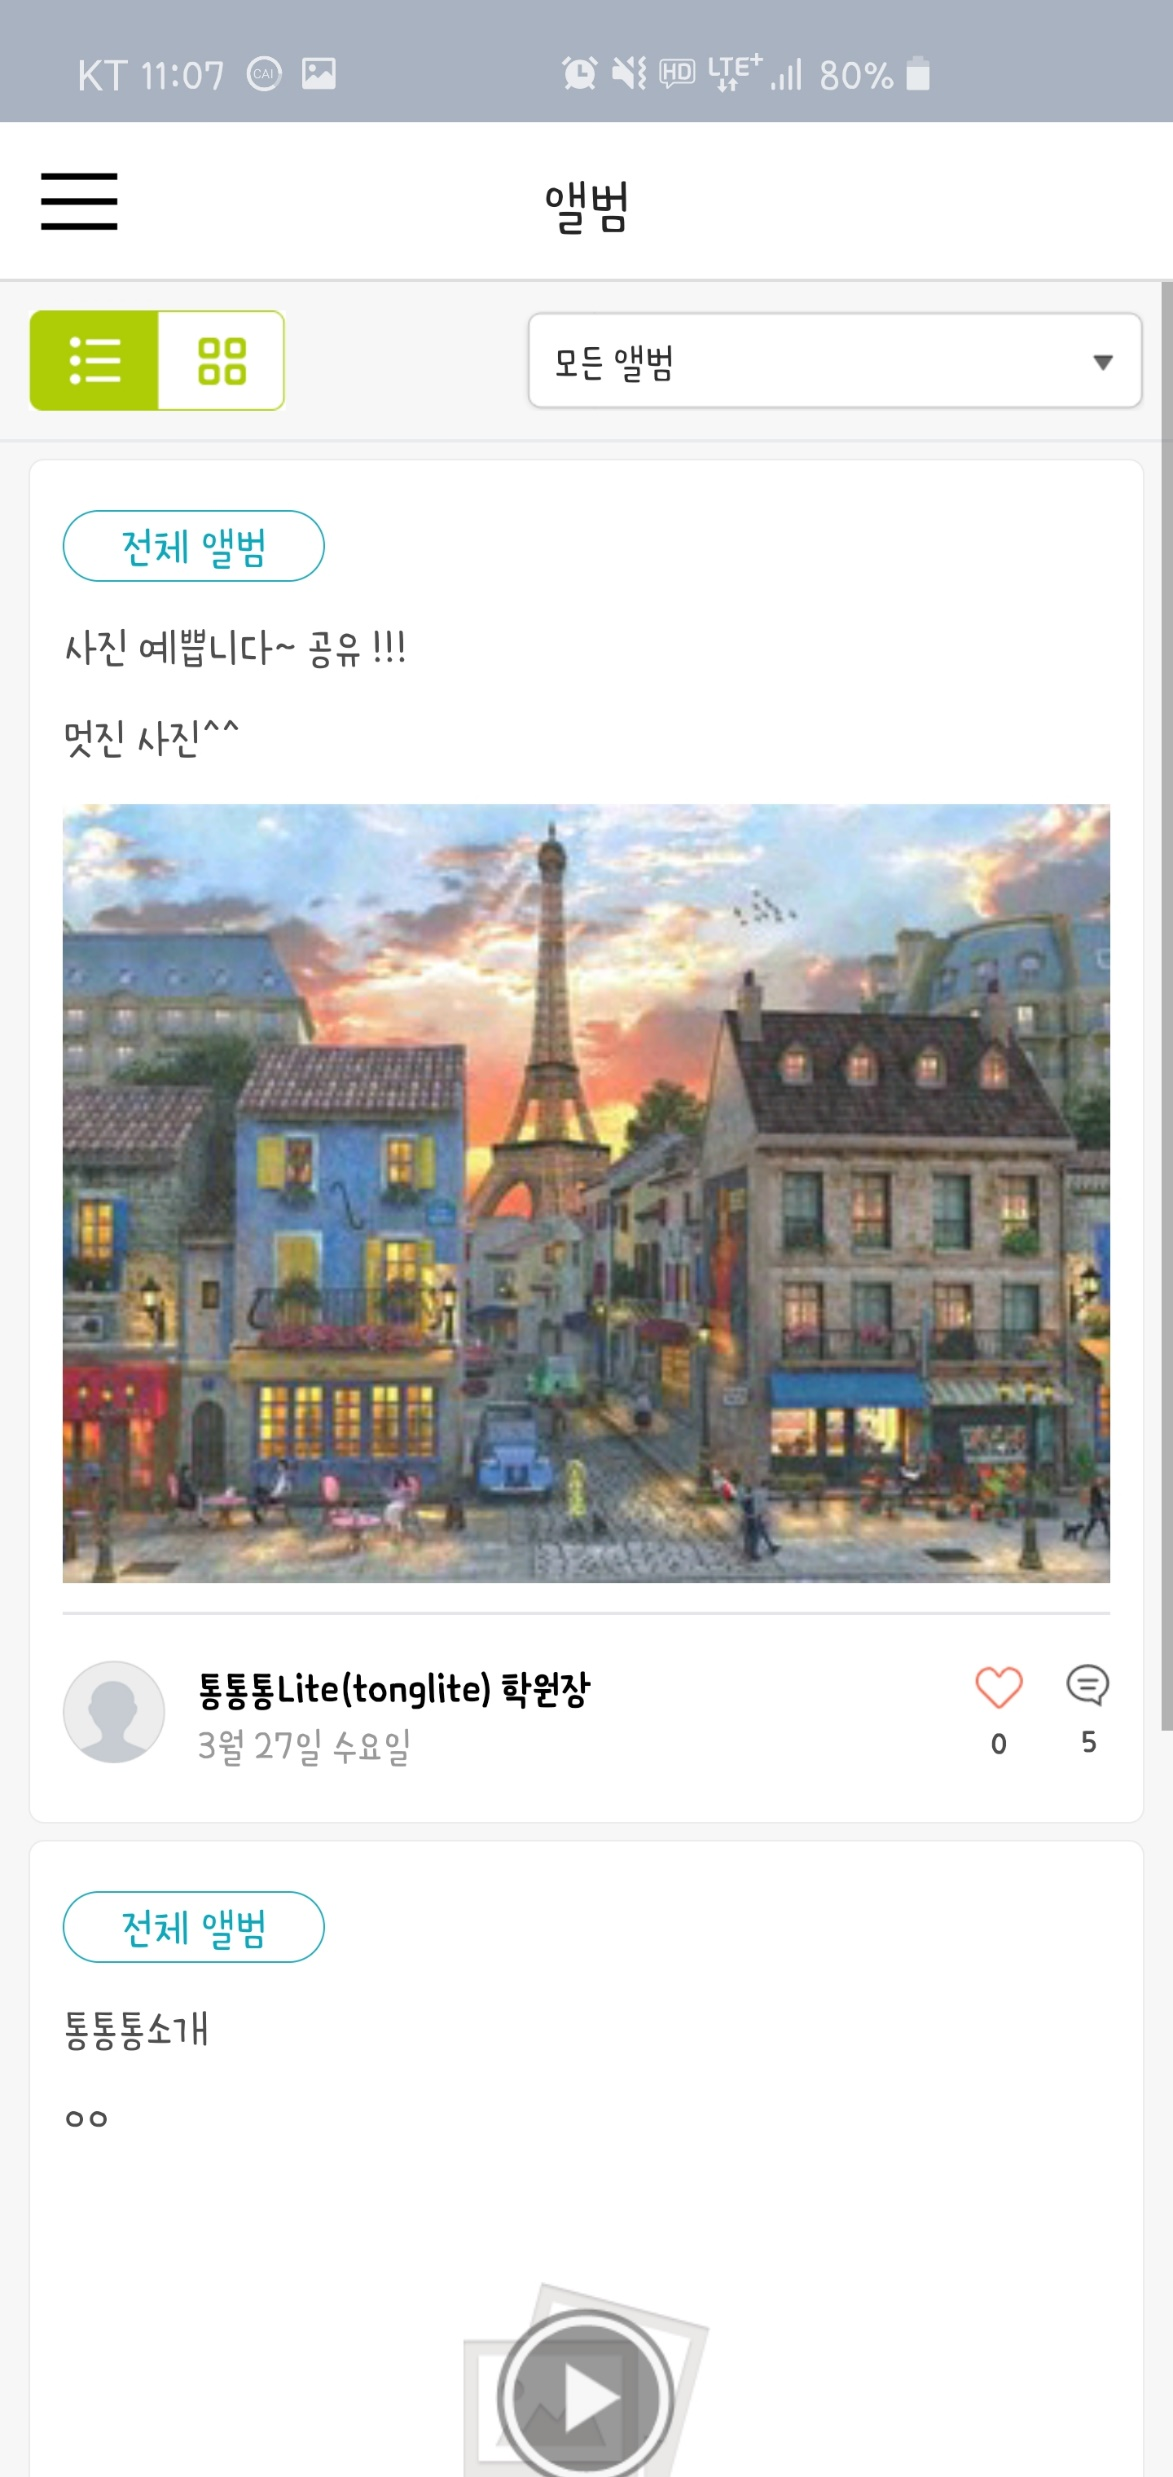 KT 11:07 CAI HD LTE+ 80%
앨범
모든 앨범
전체 앨범
사진 예쁩니다~ 공유 !!!
멋진 사진^^
통통통Lite(tonglite) 학원장
3월 27일 수요일
0
5
전체 앨범
통통통소개
ㅇㅇ